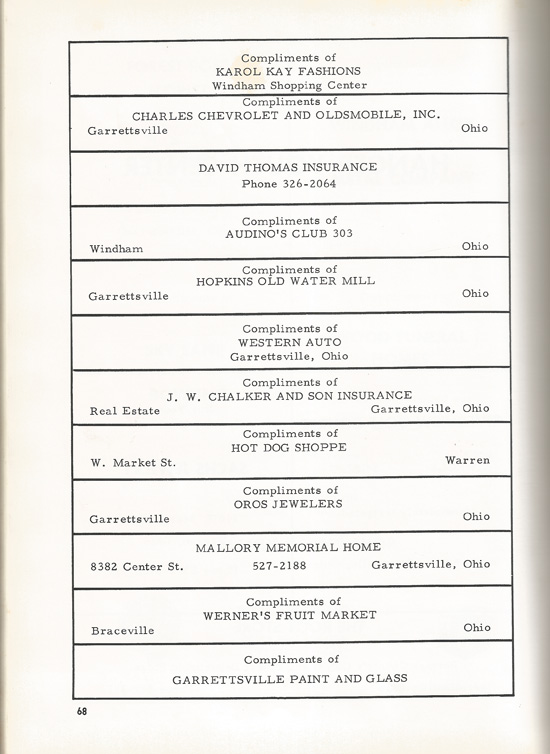 Compliments of
KAROL KAY FASHIONS
Windham Shopping Center
Compliments of
CHARLES CHEVROLET AND OLDSMOBILE, INC.
Garrettsville Ohio
DAVID THOMAS INSURANCE
Phone 326-2064
Compliments of
AUDINO'S CLUB 303
Windham Ohio
Compliments of
HOPKINS OLD WATER MILL
Garrettsville Ohio
Compliments of
WESTERN AUTO
Garrettsville, Ohio
Compliments of
J. W. CHALKER AND SON INSURANCE
Real Estate Garrettsville, Ohio
Compliments of
HOT DOG SHOPPE
W. Market St. Warren
Compliments of
OROS JEWELERS
Garrettsville Ohio
MALLORY MEMORIAL HOME
8382 Center St. 527-2188 Garrettsville, Ohio
Compliments of
WERNER'S FRUIT MARKET
Braceville Ohio
Compliments of
GARRETTSVILLE PAINT AND GLASS
68